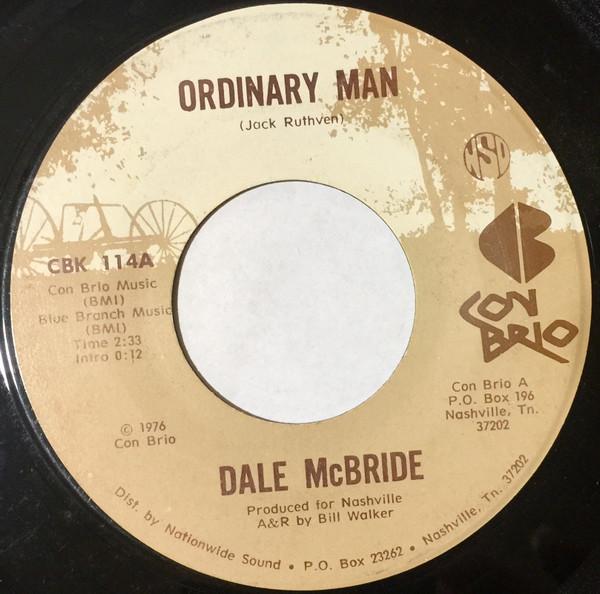 ORDINARY MAN
(Jack Ruthven)
NSD
CBK 114A
Con Brio Music
(BMI)
Blue Branch Music
(BMI)
Time 2:33
Intro 0:12
CON
BRIO
Con Brio A
P.O. Box 196
Nashville, Tn.
37202
© 1976
Con Brio
DALE McBRIDE
Produced for Nashville
A&R by Bill Walker
Dist. by Nationwide Sound • P.O. Box 23262 • Nashville, Tn. 37202